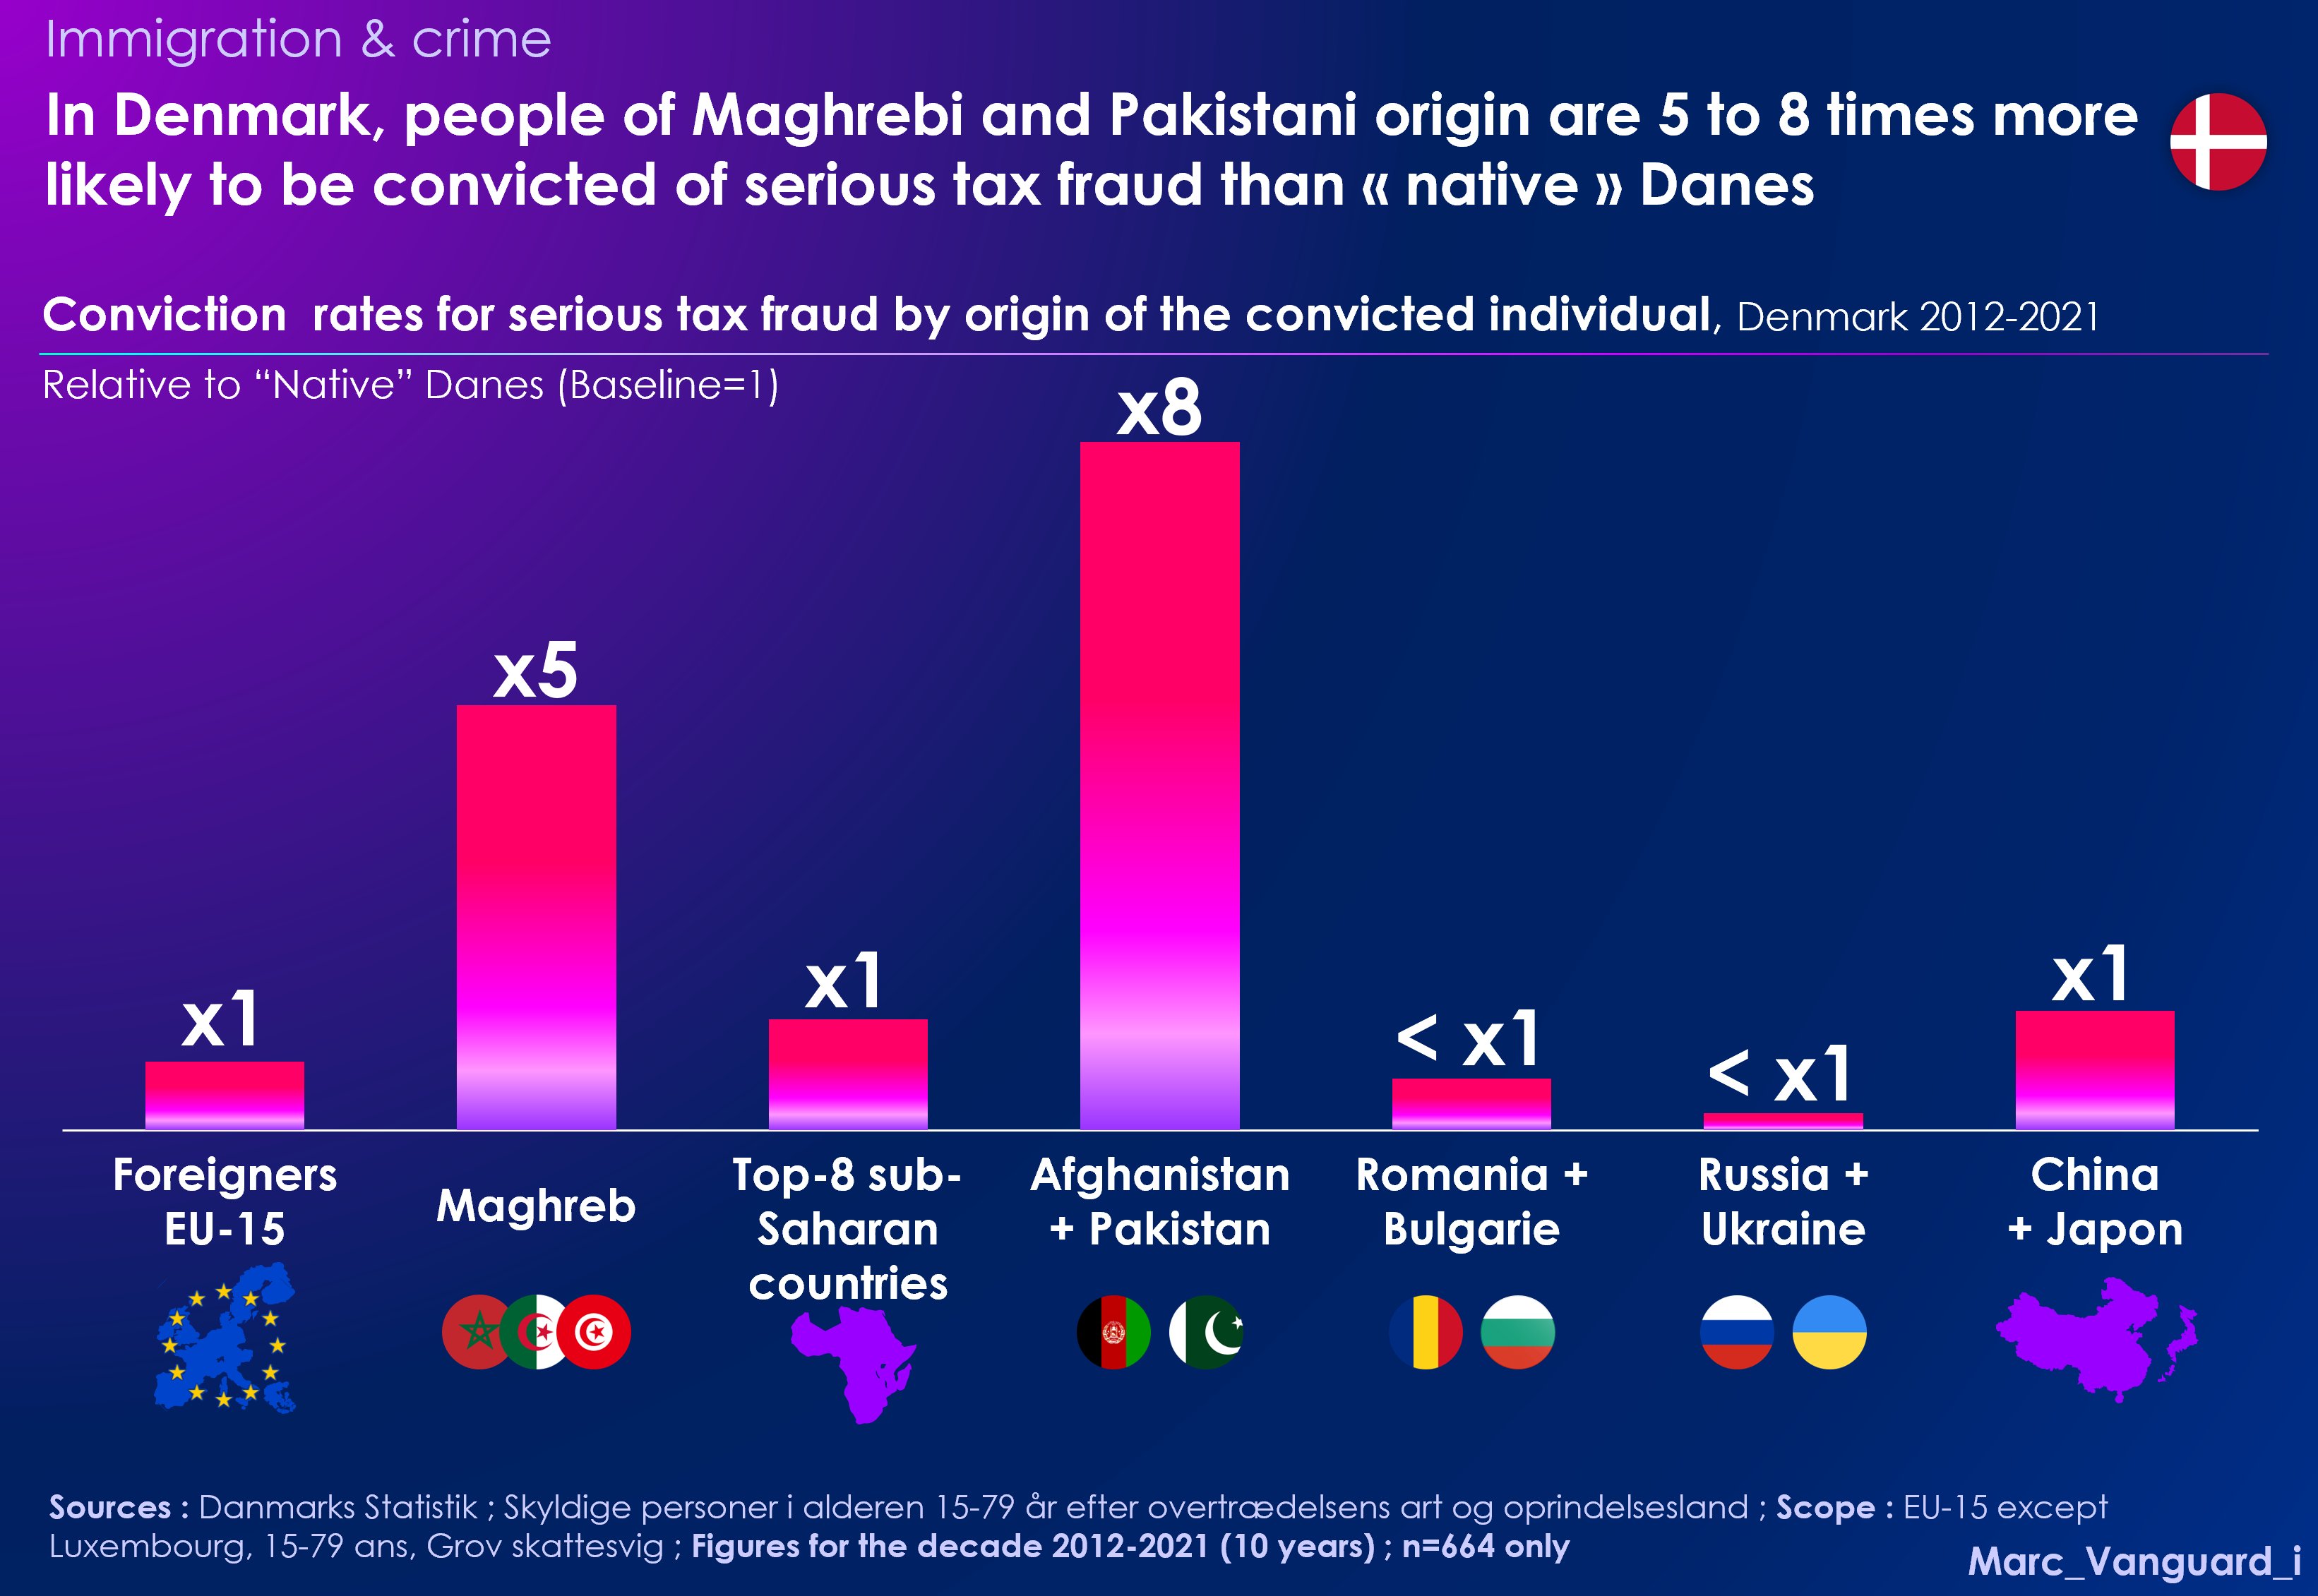 Immigration & crime
In Denmark, people of Maghrebi and Pakistani origin are 5 to 8 times more
likely to be convicted of serious tax fraud than « native » Danes
Conviction rates for serious tax fraud by origin of the convicted individual, Denmark 2012-2021
Relative to “Native” Danes (Baseline=1)
x1
x5
x1
x8
< x1
< x1
x1
Foreigners
EU-15
Maghreb
Top-8 sub-
Saharan
countries
Afghanistan
+ Pakistan
Romania +
Bulgarie
Russia +
Ukraine
China
+ Japon
Sources : Danmarks Statistik ; Skyldige personer i alderen 15-79 år efter overtrædelsens art og oprindelsesland ; Scope : EU-15 except
Luxembourg, 15-79 ans, Grov skattesvig ; Figures for the decade 2012-2021 (10 years) ; n=664 only
Marc_Vanguard_i